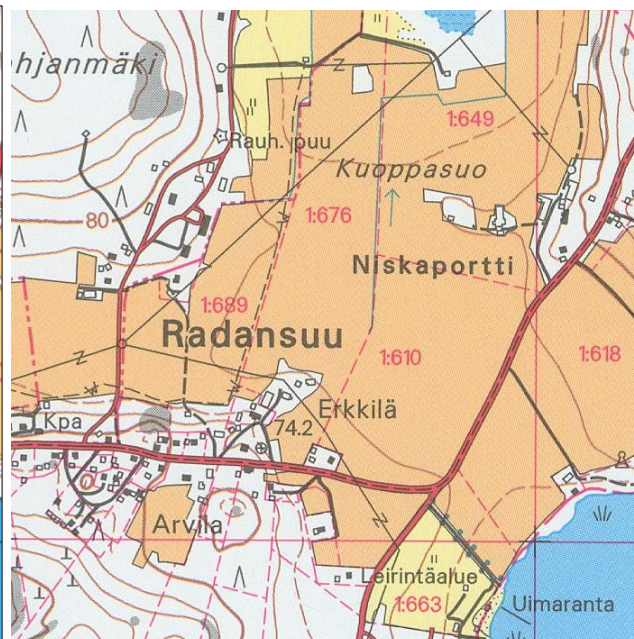 hjanmäki
1:649
Rauh. puu
Kuoppasuo
80
1:676
Niskaportti
1:689
Radansuu
1:610
1:618
Erkkilä
Kpa
74.2
Arvila
Leirintäalue
1:663
Uimaranta